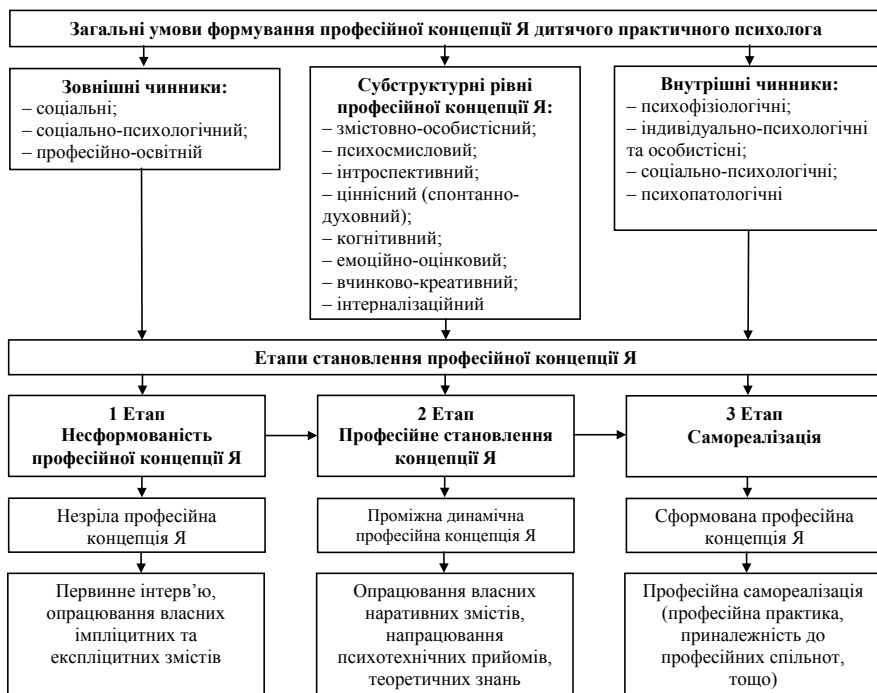 Загальні умови формування професійної концепції Я дитячого практичного психолога
Зовнішні чинники:
– соціальні;
– соціально-психологічний;
– професійно-освітній
Субструктурні рівні
професійної концепції Я:
– змістовно-особистісний;
– психосмисловий;
– інтроспективний;
– ціннісний (спонтанно-
духовний);
– когнітивний;
– емоційно-оцінковий;
– вчинково-креативний;
– інтерналізаційний
Внутрішні чинники:
– психофізіологічні;
– індивідуально-психологічні
та особистісні;
– соціально-психологічні;
– психопатологічні
Етапи становлення професійної концепції Я
1 Етап
Несформованість
професійної концепції Я
2 Етап
Професійне становлення
концепції Я
3 Етап
Самореалізація
Незріла професійна
концепція Я
Проміжна динамічна
професійна концепція Я
Сформована професійна
концепція Я
Первинне інтерв’ю,
опрацювання власних
імпліцитних та
експліцитних змістів
Опрацювання власних
наративних змістів,
напрацювання
психотехнічних прийомів,
теоретичних знань
Професійна самореалізація
(професійна практика,
приналежність до
професійних спільнот,
тощо)